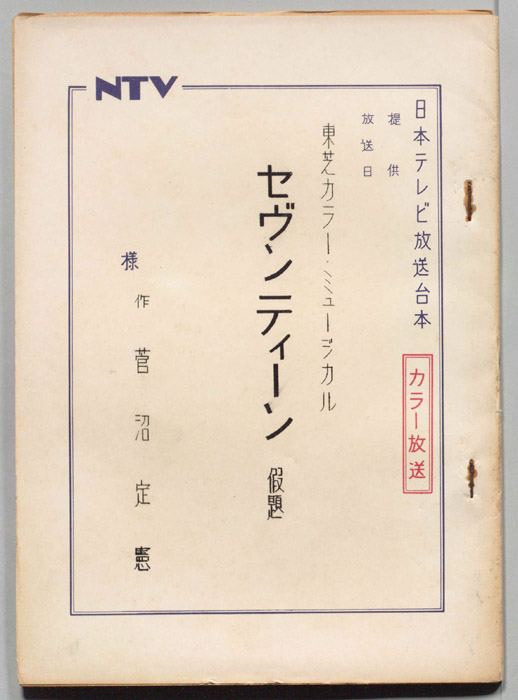 NTV
日本テレビ放送台本
カラー放送
提供
放送日
東芝カラー・ミュージカル
セヴンティーン 假題
様
作 菅沼定憲